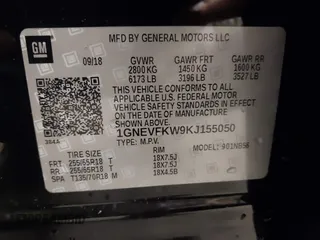 GM
MFD BY GENERAL MOTORS LLC
09/18 GVWR GAWR FRT GAWR RR
2800 KG 1450 KG 1600 KG
6173 LB 3196 LB 3527 LB
THIS VEHICLE CONFORMS TO ALL
APPLICABLE U.S. FEDERAL MOTOR
VEHICLE SAFETY STANDARDS IN
EFFECT ON THE DATE OF
MANUFACTURE SHOWN ABOVE.
1GNEVFKW9KJ155050
TYPE: M.P.V. MODEL:
TIRE SIZE RIM
FRT 255/65R18 T 18X7.5J
RR 255/65R18 T 18X7.5J
SPA T135/70R18 M 18X4.5B